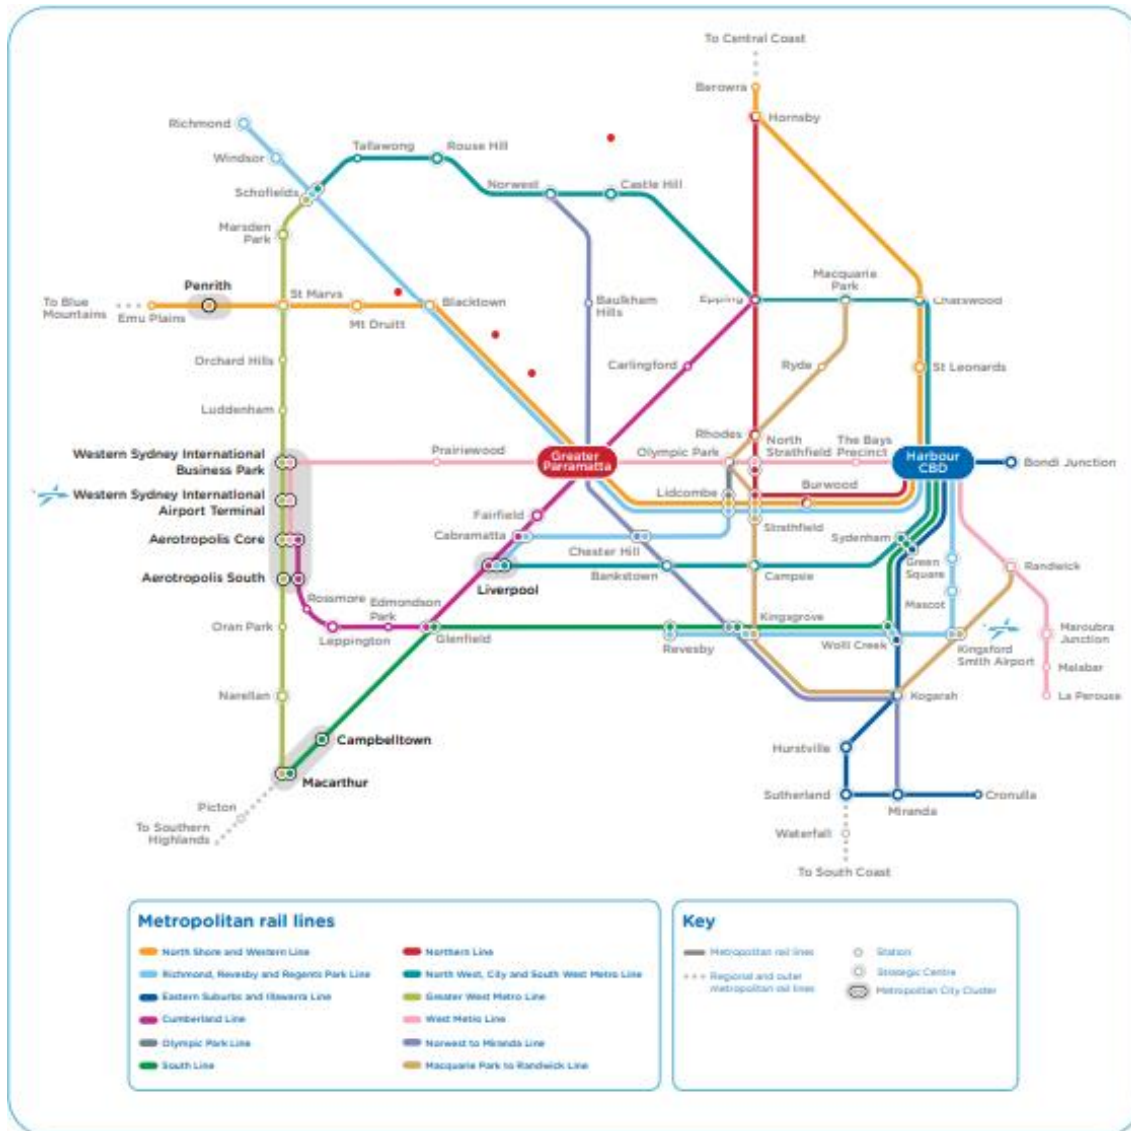 To Central Coast
Berowra
Hornsby
Richmond
Tallawong
Rouse Hill
Windsor
Norwest
Castle Hill
Schofields
Marsden
Park
Penrith
Macquarie
Park
To Blue
Mountains
Emu Plains
St Marys
Mt Druitt
Blacktown
Baulkham
Hills
Epping
Chatswood
Orchard Hills
Carlingford
Ryde
St Leonards
Luddenham
Rhodes
Western Sydney International
Business Park
Prairiewood
Greater
Parramatta
Olympic Park
North
Strathfield
The Bays
Precinct
Harbour
CBD
Bondi Junction
Western Sydney International
Airport Terminal
Lidcombe
Burwood
Fairfield
Strathfield
Aerotropolis Core
Cabramatta
Chester Hill
Sydenham
Green
Square
Aerotropolis South
Liverpool
Bankstown
Campsie
Randwick
Rossmore
Edmondson
Park
Mascot
Oran Park
Leppington
Glenfield
Revesby
Kingsgrove
Wolli Creek
Kingsford
Smith Airport
Maroubra
Junction
Malabar
Narellan
Kogarah
La Perouse
Campbelltown
Hurstville
Macarthur
Sutherland
Miranda
Cronulla
Picton
To Southern
Highlands
Waterfall
To South Coast
Metropolitan rail lines
North Shore and Western Line
Richmond, Revesby and Regents Park Line
Eastern Suburbs and Illawarra Line
Cumberland Line
Olympic Park Line
South Line
Northern Line
North West, City and South West Metro Line
Greater West Metro Line
West Metro Line
Norwest to Miranda Line
Macquarie Park to Randwick Line
Key
Metropolitan rail lines
Regional and outer
metropolitan rail lines
Station
Strategic Centre
Metropolitan City Cluster